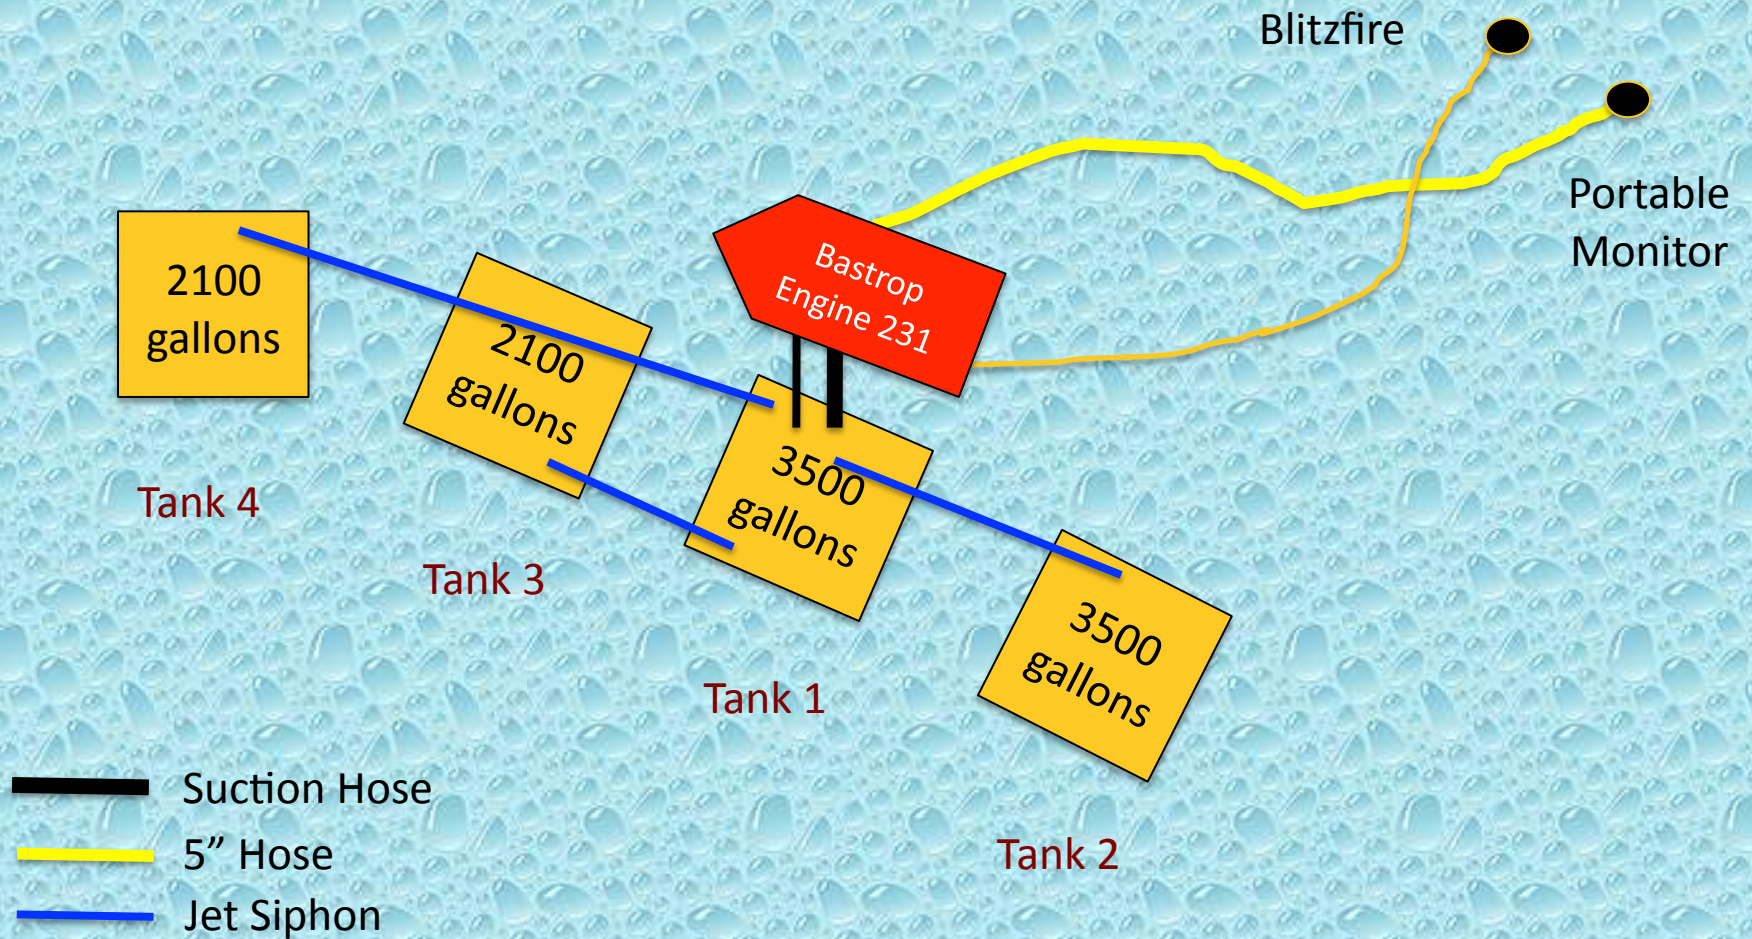 Blitzfire
Portable
Monitor
Bastrop
Engine 231
2100
gallons
2100
gallons
3500
gallons
3500
gallons
Tank 4
Tank 3
Tank 1
Tank 2
Suction Hose
5” Hose
Jet Siphon